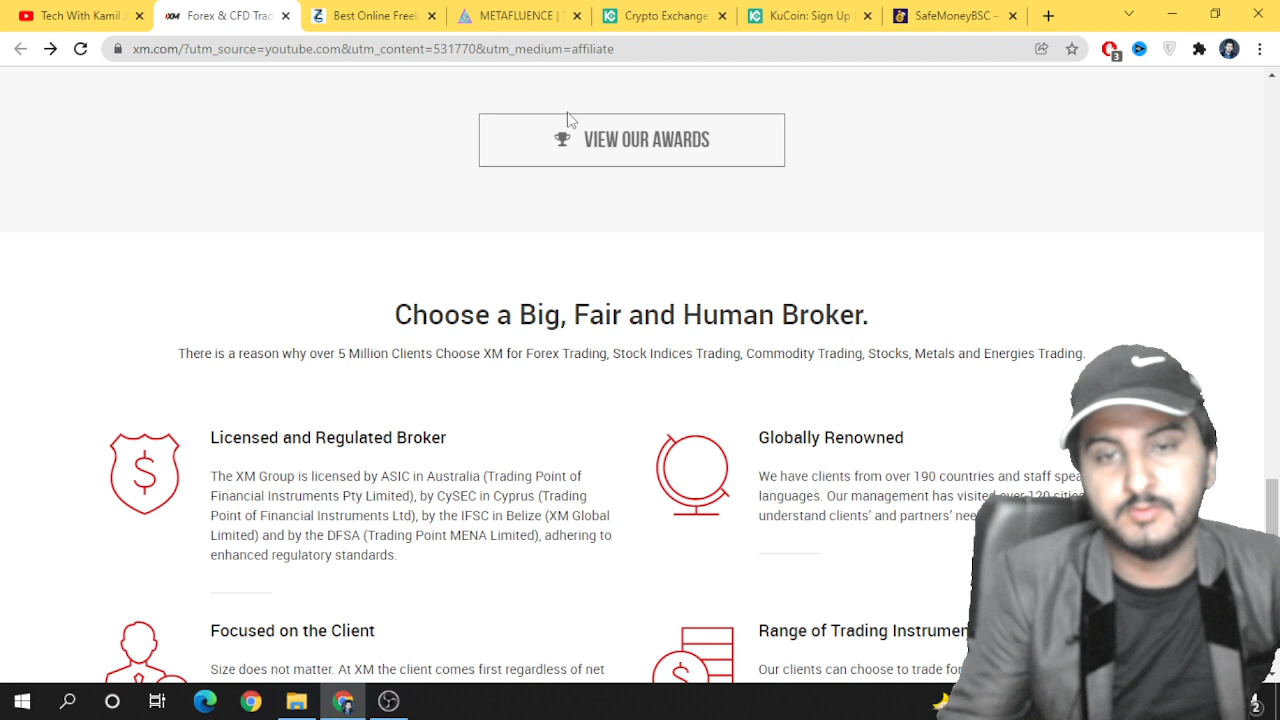 Tech With Kamil
Forex & CFD Trad
Best Online Freel
METAFLUENCE | T
Crypto Exchange
KuCoin: Sign Up
SafeMoneyBSC –
xm.com/?utm_source=youtube.com&utm_content=531770&utm_medium=affiliate
3
VIEW OUR AWARDS
Choose a Big, Fair and Human Broker.
There is a reason why over 5 Million Clients Choose XM for Forex Trading, Stock Indices Trading, Commodity Trading, Stocks, Metals and Energies Trading.
Licensed and Regulated Broker
The XM Group is licensed by ASIC in Australia (Trading Point of
Financial Instruments Pty Limited), by CySEC in Cyprus (Trading
Point of Financial Instruments Ltd), by the IFSC in Belize (XM Global
Limited) and by the DFSA (Trading Point MENA Limited), adhering to
enhanced regulatory standards.
Globally Renowned
We have clients from over 190 countries and staff spea
languages. Our management has visited over 120 cities
understand clients' and partners' nee
Focused on the Client
Size does not matter. At XM the client comes first regardless of net
Range of Trading Instrumen
Our clients can choose to trade for
2